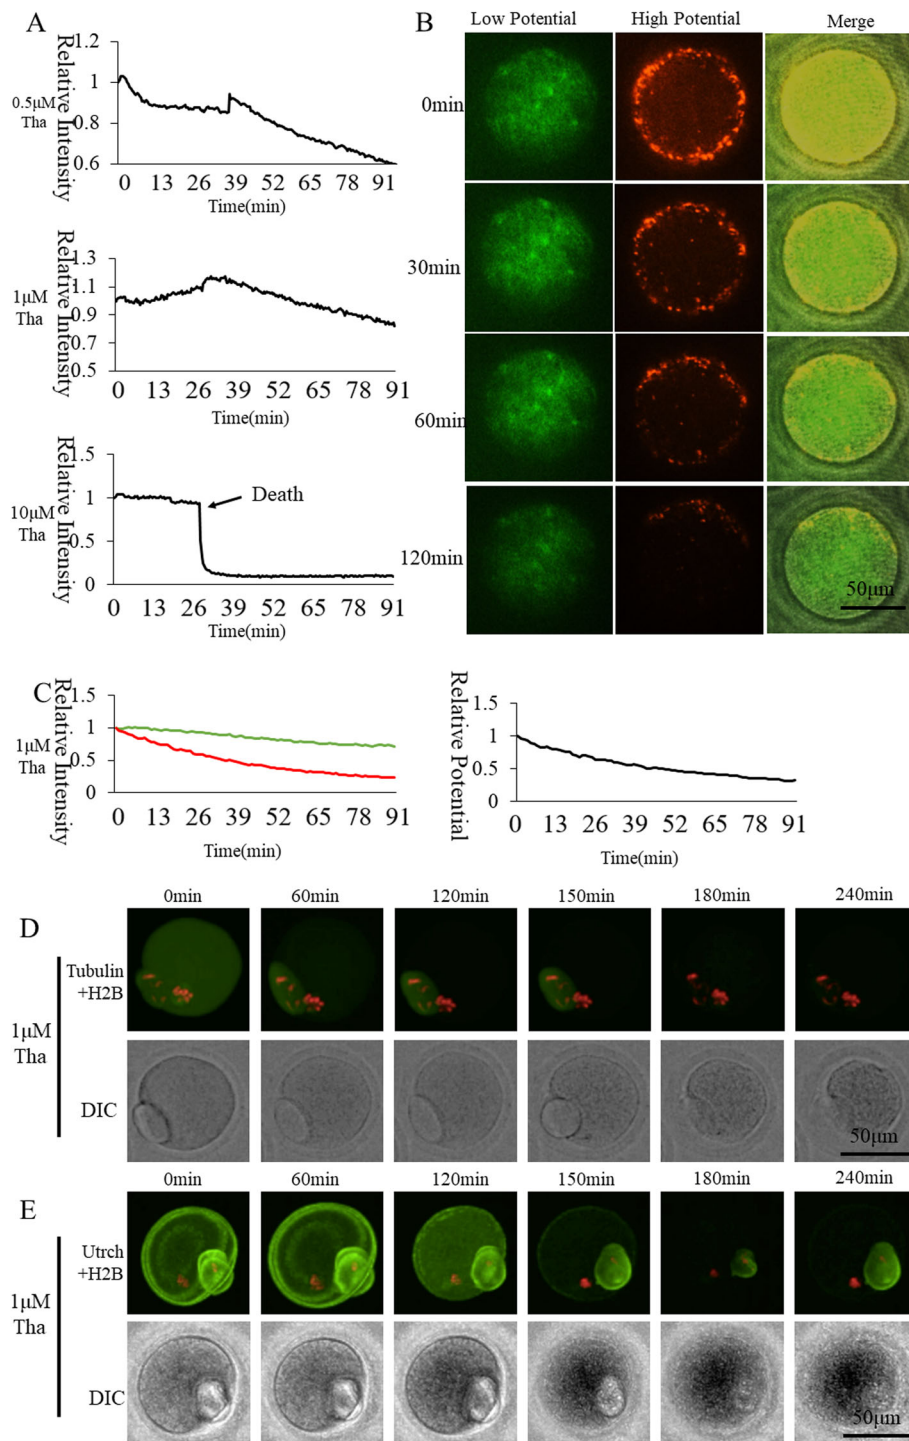 A
Relative Intensity
0.5μM
Tha
1.2
1
0.8
0.6
0 13 26 39 52 65 78 91
Time(min)
Relative Intensity
1μM
Tha
1.3
1.1
0.9
0.7
0.5
0 13 26 39 52 65 78 91
Time(min)
Relative Intensity
10μM
Tha
1.5
1
0.5
0
Death
0 13 26 39 52 65 78 91
Time(min)
B
Low Potential High Potential Merge
0min
30min
60min
120min
50μm
C
Relative Intensity
1μM
Tha
1.5
1
0.5
0
0 13 26 39 52 65 78 91
Time(min)
Relative Potential
1.5
1
0.5
0
0 13 26 39 52 65 78 91
Time(min)
D
0min 60min 120min 150min 180min 240min
1μM
Tha
Tubulin
+H2B
DIC
50μm
E
0min 60min 120min 150min 180min 240min
1μM
Tha
Utrch
+H2B
DIC
50μm